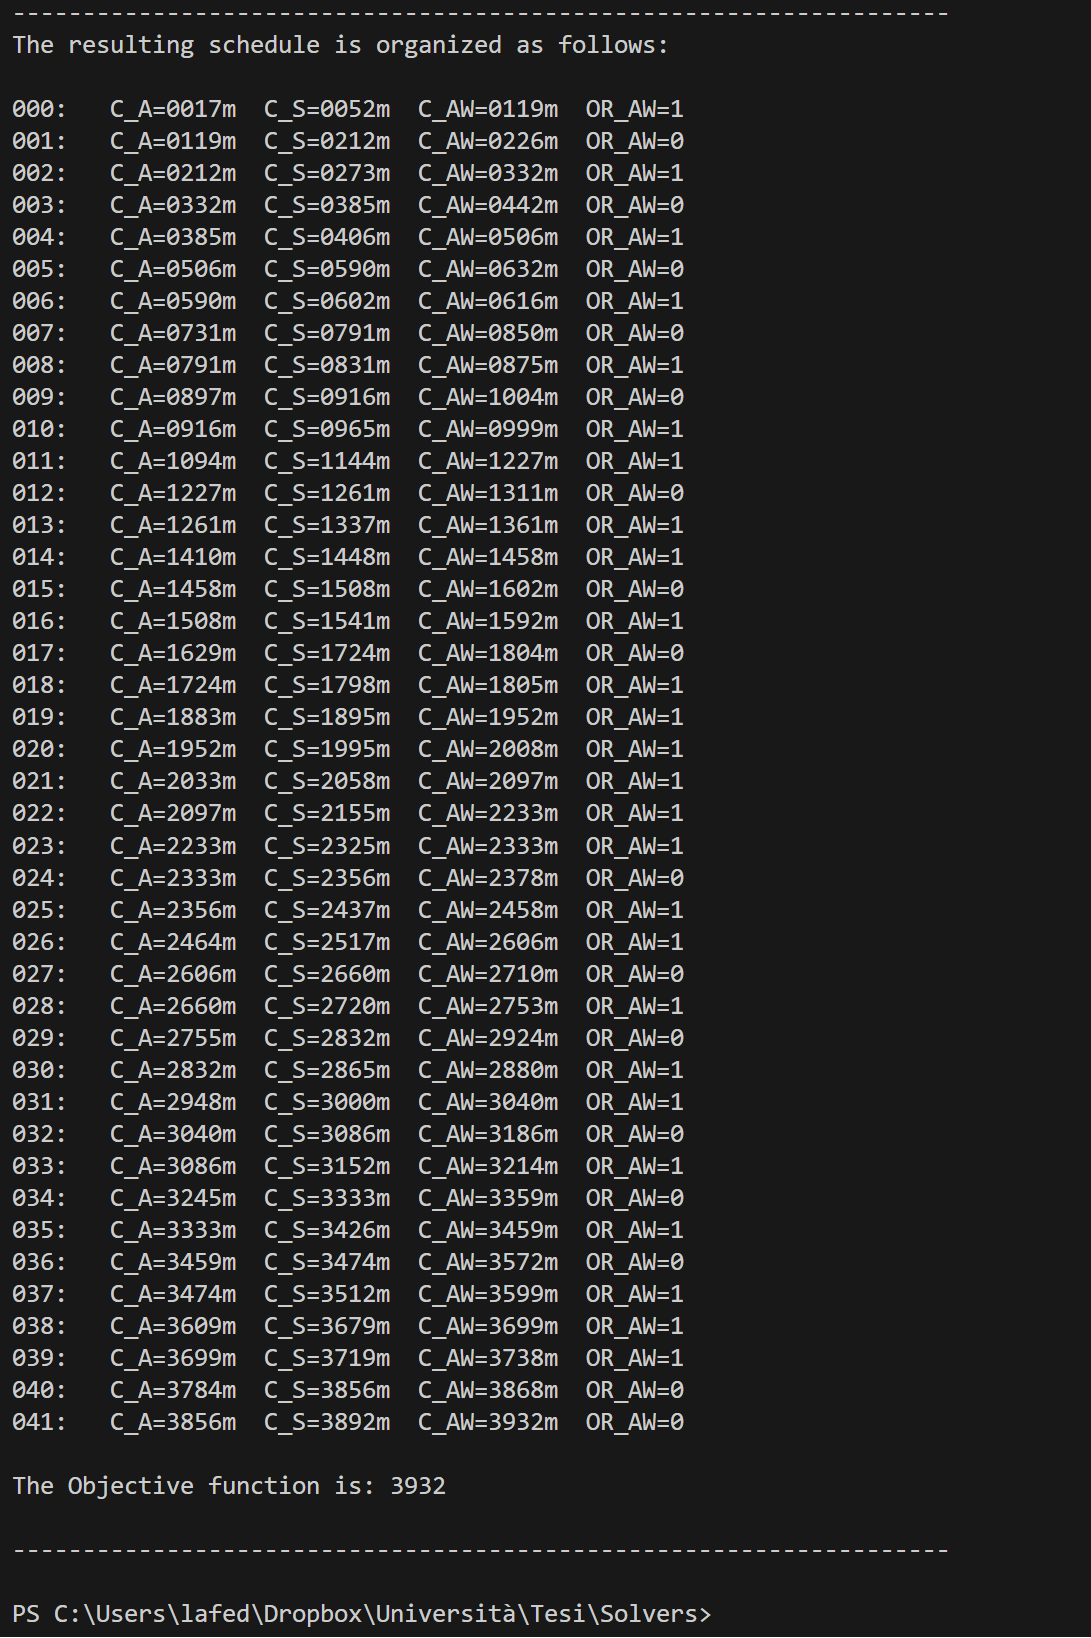 --------------------------------------------------------------------
The resulting schedule is organized as follows:

000:   C_A=0017m  C_S=0052m  C_AW=0119m  OR_AW=1
001:   C_A=0119m  C_S=0212m  C_AW=0226m  OR_AW=0
002:   C_A=0212m  C_S=0273m  C_AW=0332m  OR_AW=1
003:   C_A=0332m  C_S=0385m  C_AW=0442m  OR_AW=0
004:   C_A=0385m  C_S=0406m  C_AW=0506m  OR_AW=1
005:   C_A=0506m  C_S=0590m  C_AW=0632m  OR_AW=0
006:   C_A=0590m  C_S=0602m  C_AW=0616m  OR_AW=1
007:   C_A=0731m  C_S=0791m  C_AW=0850m  OR_AW=0
008:   C_A=0791m  C_S=0831m  C_AW=0875m  OR_AW=1
009:   C_A=0897m  C_S=0916m  C_AW=1004m  OR_AW=0
010:   C_A=0916m  C_S=0965m  C_AW=0999m  OR_AW=1
011:   C_A=1094m  C_S=1144m  C_AW=1227m  OR_AW=1
012:   C_A=1227m  C_S=1261m  C_AW=1311m  OR_AW=0
013:   C_A=1261m  C_S=1337m  C_AW=1361m  OR_AW=1
014:   C_A=1410m  C_S=1448m  C_AW=1458m  OR_AW=1
015:   C_A=1458m  C_S=1508m  C_AW=1602m  OR_AW=0
016:   C_A=1508m  C_S=1541m  C_AW=1592m  OR_AW=1
017:   C_A=1629m  C_S=1724m  C_AW=1804m  OR_AW=0
018:   C_A=1724m  C_S=1798m  C_AW=1805m  OR_AW=1
019:   C_A=1883m  C_S=1895m  C_AW=1952m  OR_AW=1
020:   C_A=1952m  C_S=1995m  C_AW=2008m  OR_AW=1
021:   C_A=2033m  C_S=2058m  C_AW=2097m  OR_AW=1
022:   C_A=2097m  C_S=2155m  C_AW=2233m  OR_AW=1
023:   C_A=2233m  C_S=2325m  C_AW=2333m  OR_AW=1
024:   C_A=2333m  C_S=2356m  C_AW=2378m  OR_AW=0
025:   C_A=2356m  C_S=2437m  C_AW=2458m  OR_AW=1
026:   C_A=2464m  C_S=2517m  C_AW=2606m  OR_AW=1
027:   C_A=2606m  C_S=2660m  C_AW=2710m  OR_AW=0
028:   C_A=2660m  C_S=2720m  C_AW=2753m  OR_AW=1
029:   C_A=2755m  C_S=2832m  C_AW=2924m  OR_AW=0
030:   C_A=2832m  C_S=2865m  C_AW=2880m  OR_AW=1
031:   C_A=2948m  C_S=3000m  C_AW=3040m  OR_AW=1
032:   C_A=3040m  C_S=3086m  C_AW=3186m  OR_AW=0
033:   C_A=3086m  C_S=3152m  C_AW=3214m  OR_AW=1
034:   C_A=3245m  C_S=3333m  C_AW=3359m  OR_AW=0
035:   C_A=3333m  C_S=3426m  C_AW=3459m  OR_AW=1
036:   C_A=3459m  C_S=3474m  C_AW=3572m  OR_AW=0
037:   C_A=3474m  C_S=3512m  C_AW=3599m  OR_AW=1
038:   C_A=3609m  C_S=3679m  C_AW=3699m  OR_AW=1
039:   C_A=3699m  C_S=3719m  C_AW=3738m  OR_AW=1
040:   C_A=3784m  C_S=3856m  C_AW=3868m  OR_AW=0
041:   C_A=3856m  C_S=3892m  C_AW=3932m  OR_AW=0

The Objective function is: 3932

--------------------------------------------------------------------

PS C:\Users\lafed\Dropbox\Università\Tesi\Solvers>